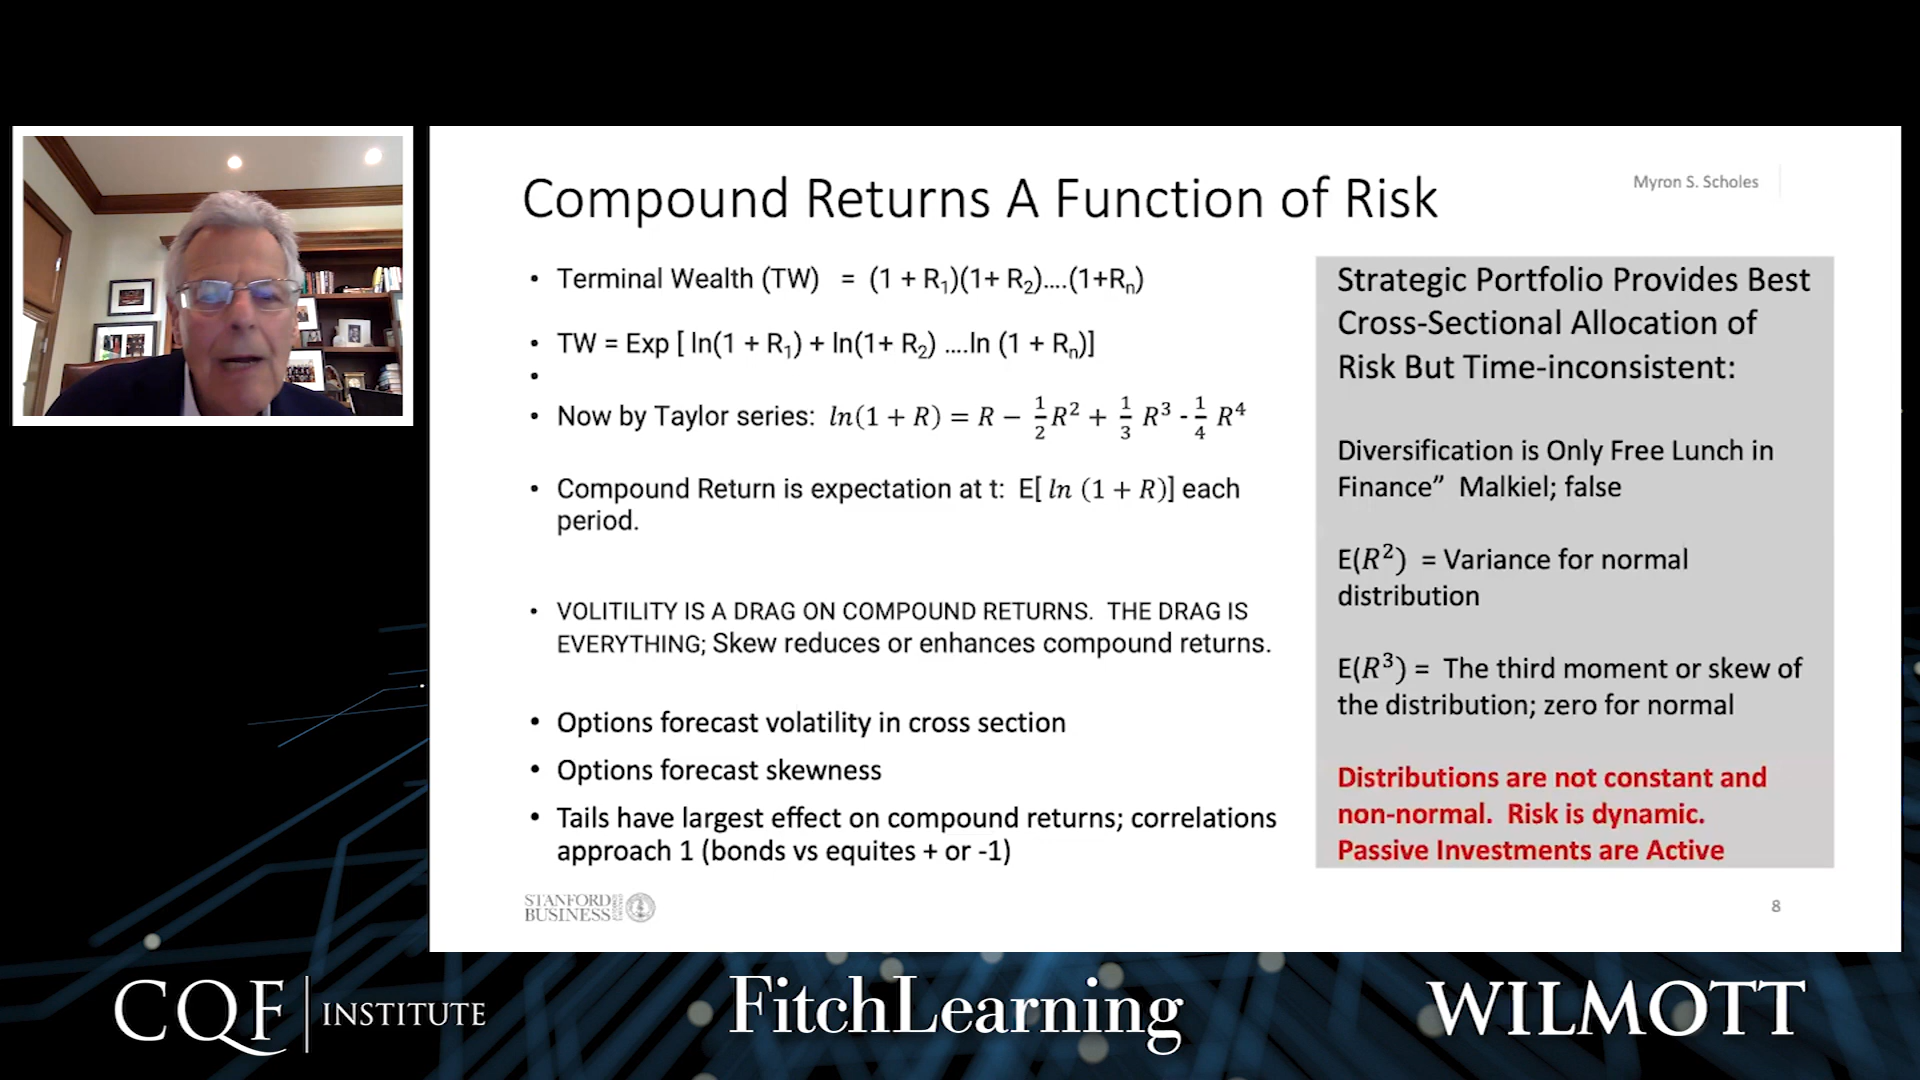 Compound Returns A Function of Risk
Myron S. Scholes
• Terminal Wealth (TW) = (1 + R₁)(1+ R₂)....(1+Rₙ)
• TW = Exp [ ln(1 + R₁) + ln(1+ R₂) ....ln (1 + Rₙ)]
•
• Now by Taylor series: ln(1 + R) = R − 1/2 R² + 1/3 R³ - 1/4 R⁴
• Compound Return is expectation at t: E[ ln (1 + R)] each
period.
• VOLITILITY IS A DRAG ON COMPOUND RETURNS. THE DRAG IS
EVERYTHING; Skew reduces or enhances compound returns.
• Options forecast volatility in cross section
• Options forecast skewness
• Tails have largest effect on compound returns; correlations
approach 1 (bonds vs equites + or -1)
Strategic Portfolio Provides Best
Cross-Sectional Allocation of
Risk But Time-inconsistent:
Diversification is Only Free Lunch in
Finance” Malkiel; false
E(R²) = Variance for normal
distribution
E(R³) = The third moment or skew of
the distribution; zero for normal
Distributions are not constant and
non-normal. Risk is dynamic.
Passive Investments are Active
STANFORD
BUSINESS
8
CQF INSTITUTE
FitchLearning
WILMOTT